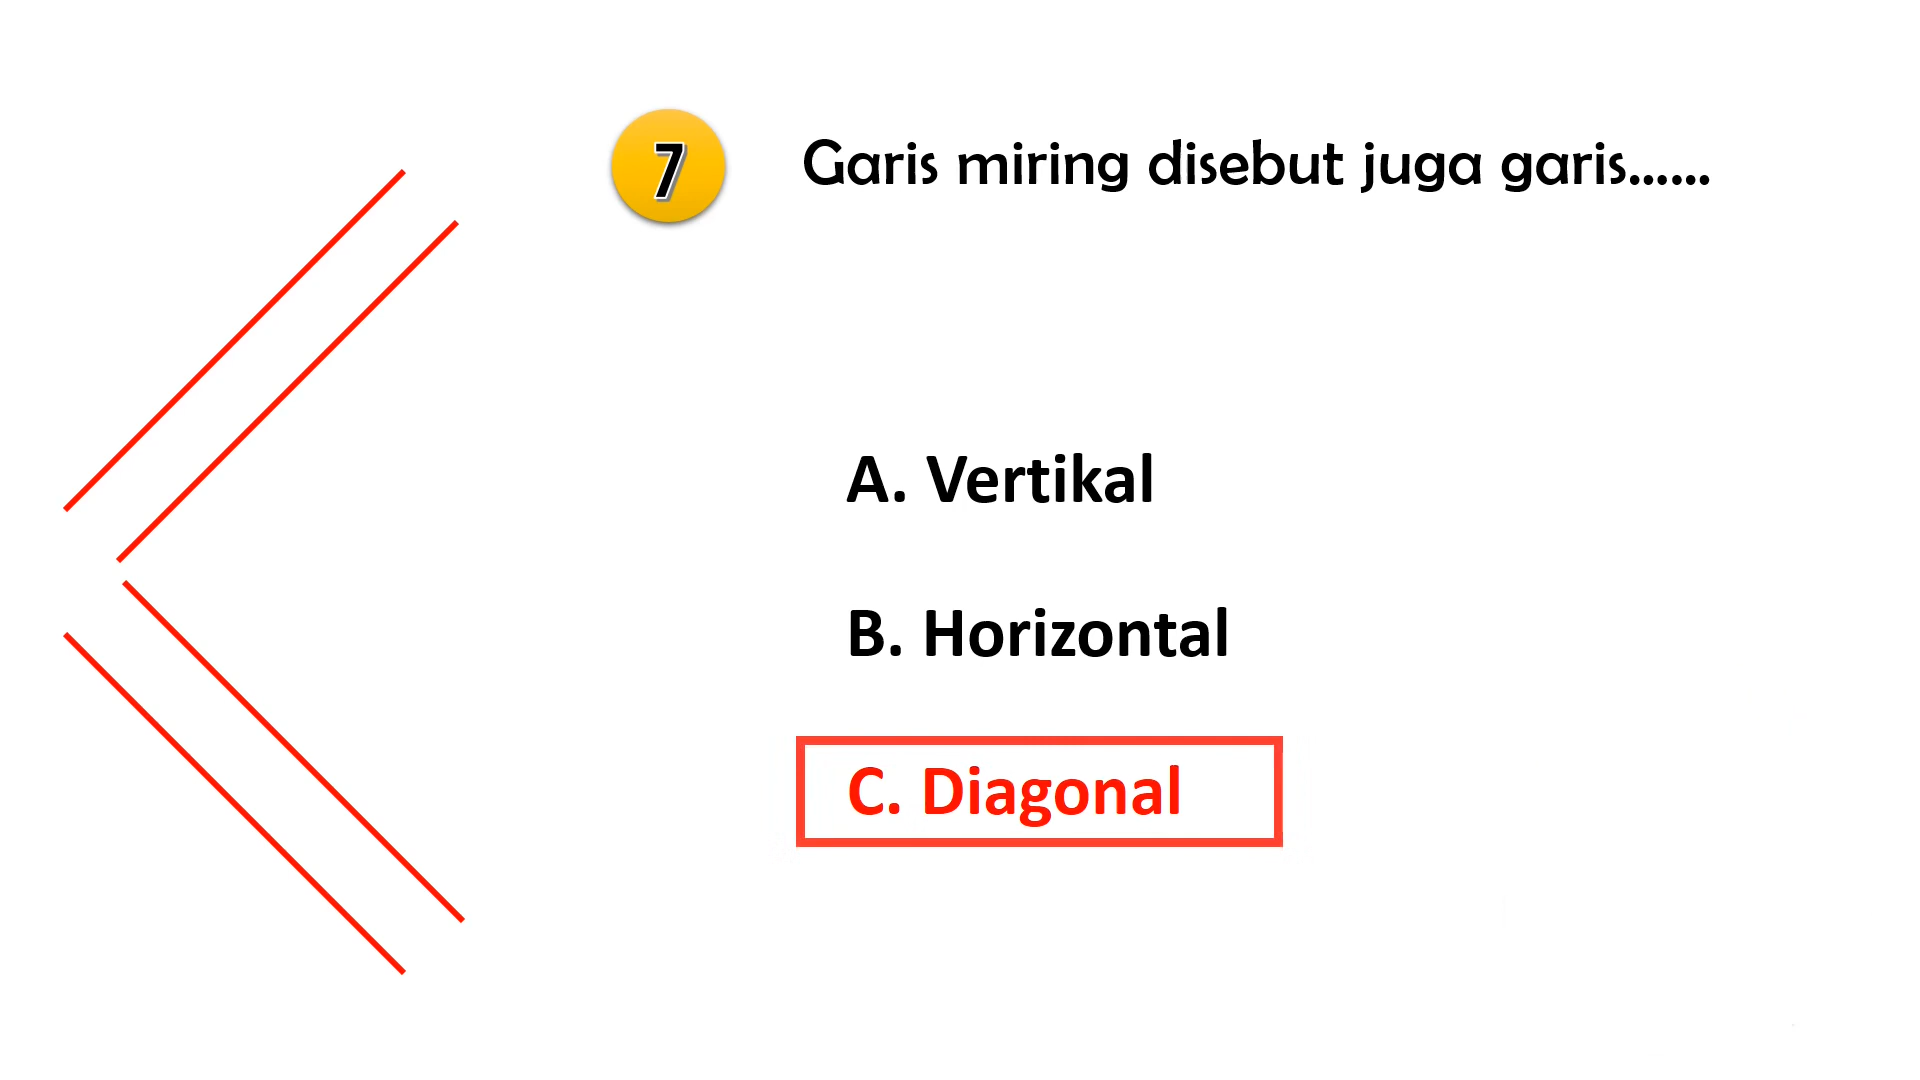 7
Garis miring disebut juga garis......
A. Vertikal
B. Horizontal
C. Diagonal